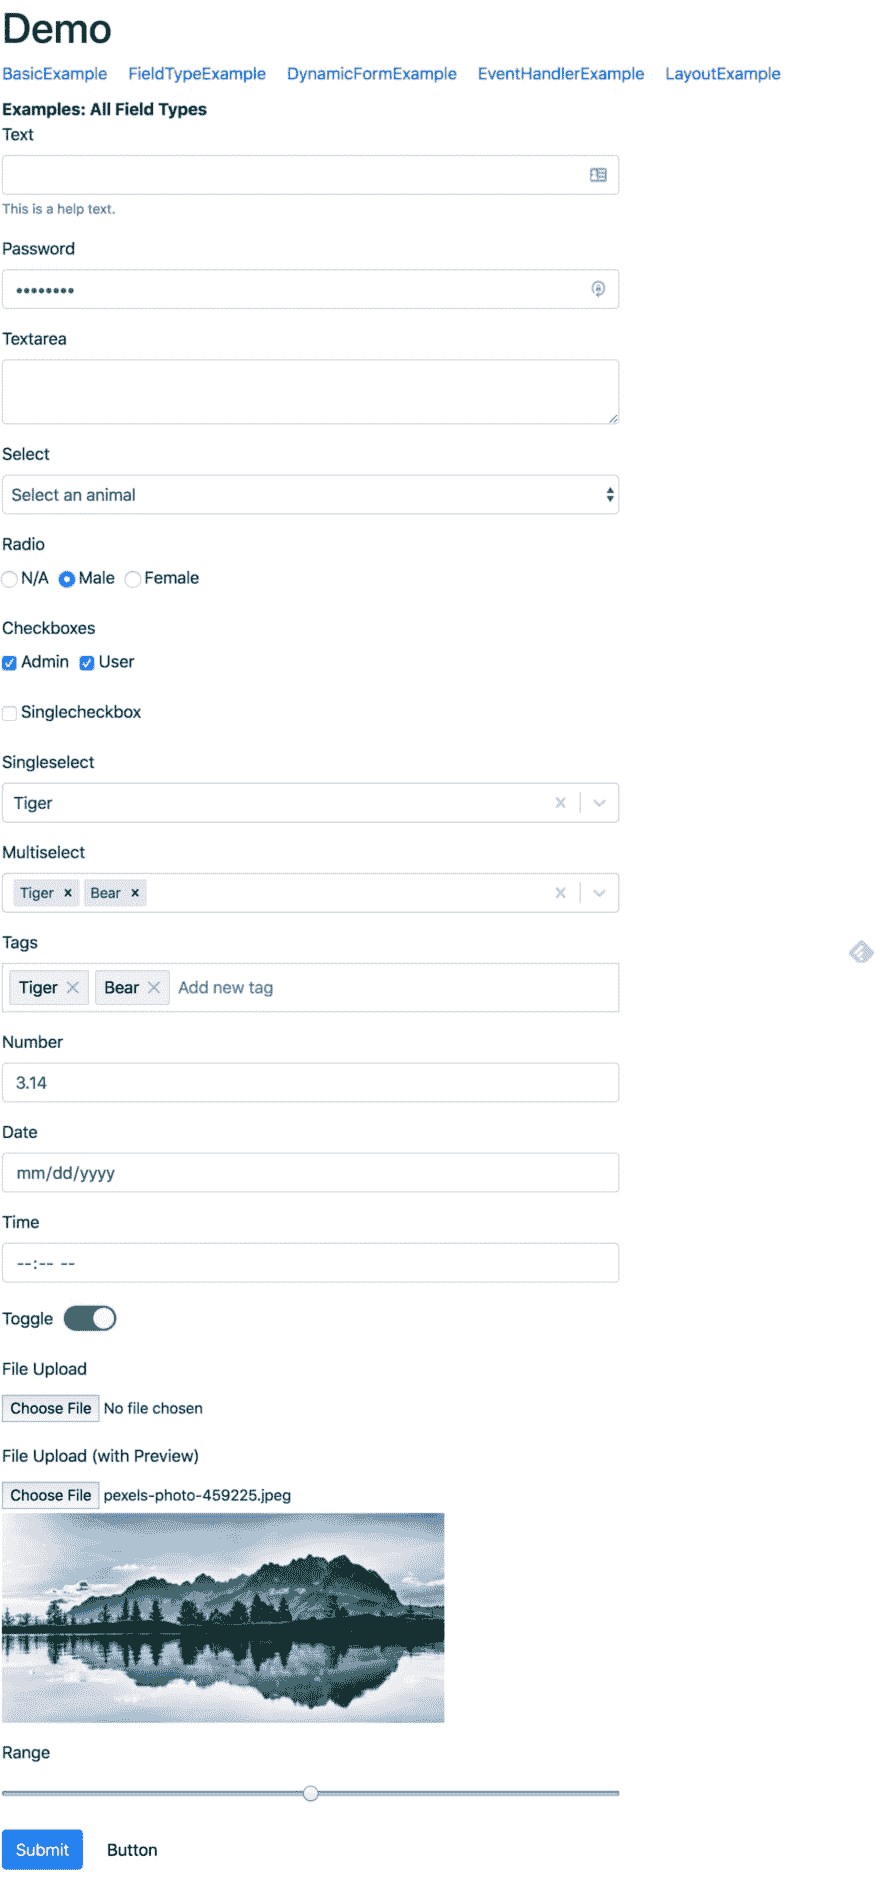 Demo
BasicExample FieldTypeExample DynamicFormExample EventHandlerExample LayoutExample
Examples: All Field Types
Text
This is a help text.
Password
••••••••
Textarea
Select
Select an animal
Radio
N/A Male Female
Checkboxes
Admin User
Singlecheckbox
Singleselect
Tiger
Multiselect
Tiger × Bear ×
Tags
Tiger Bear Add new tag
Number
3.14
Date
mm/dd/yyyy
Time
--:-- --
Toggle
File Upload
Choose File No file chosen
File Upload (with Preview)
Choose File pexels-photo-459225.jpeg
Range
Submit Button